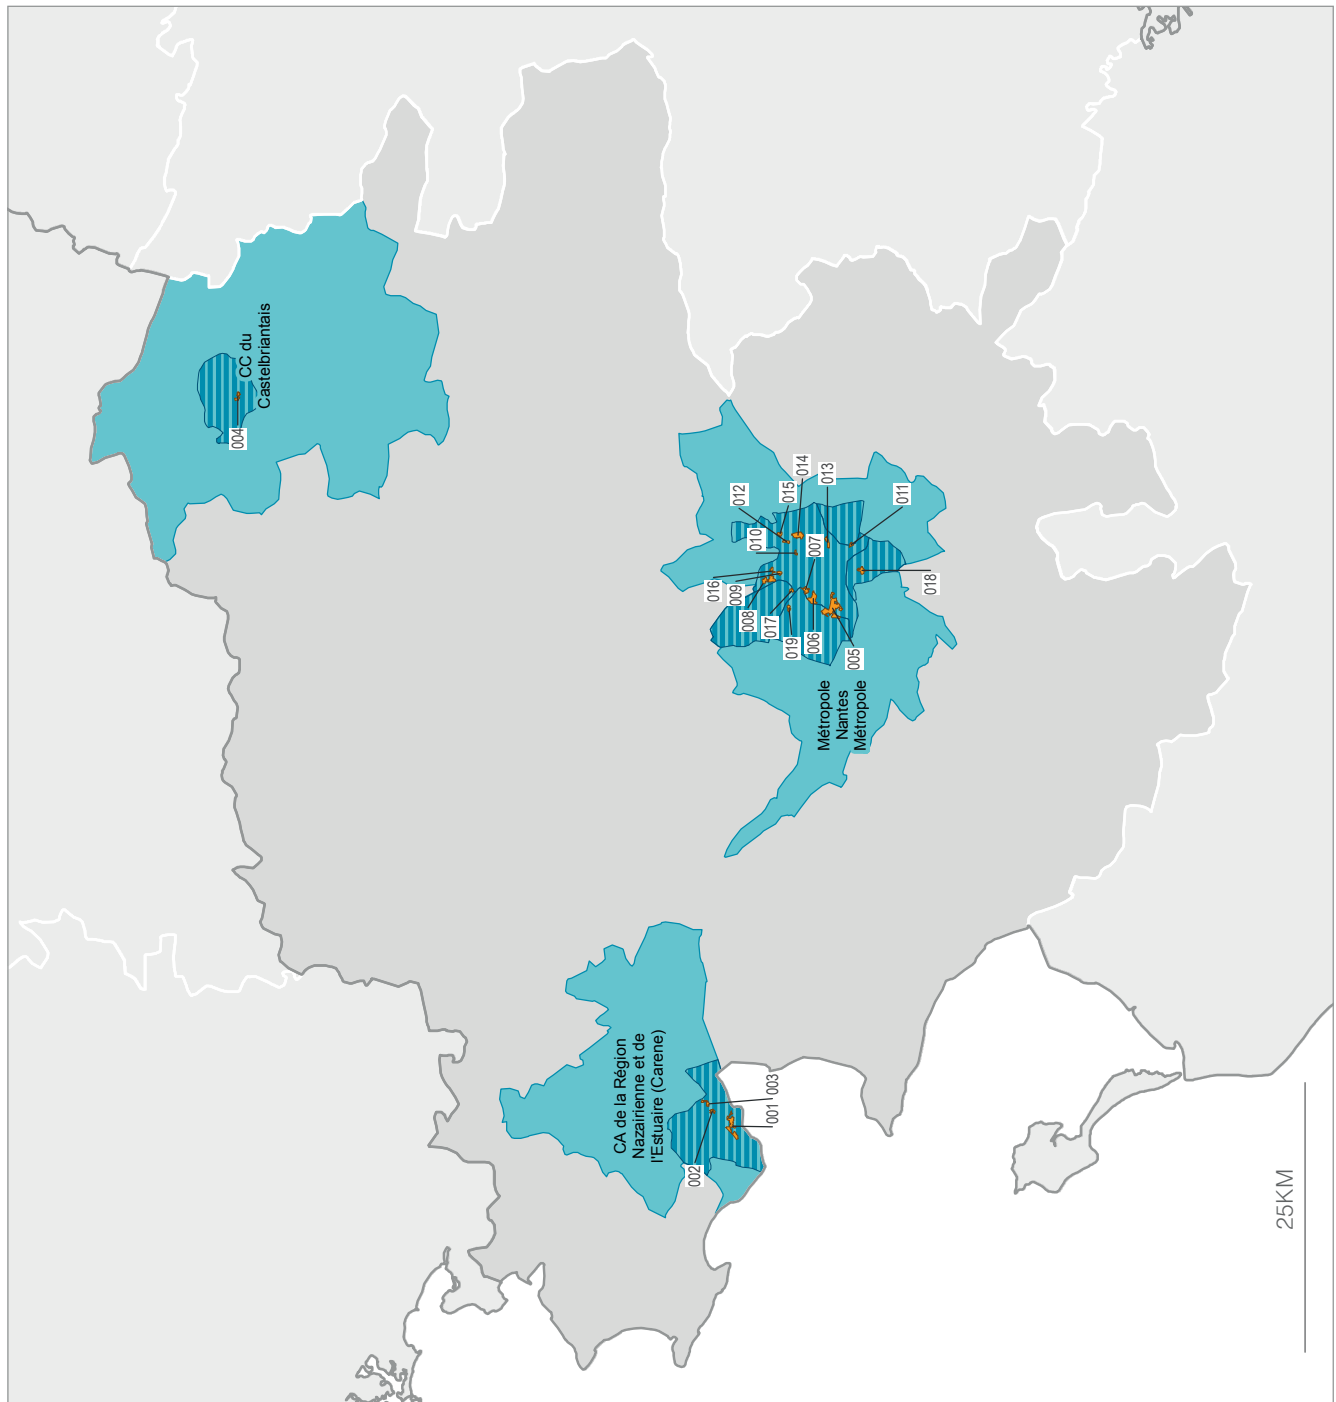 004
CC du
Castelbriantais
012
015
014
013
011
010
007
016
009
008
017
019
006
005
018
Métropole
Nantes
Métropole
CA de la Région
Nazairienne et de
l'Estuaire (Carene)
002
001
003
25KM